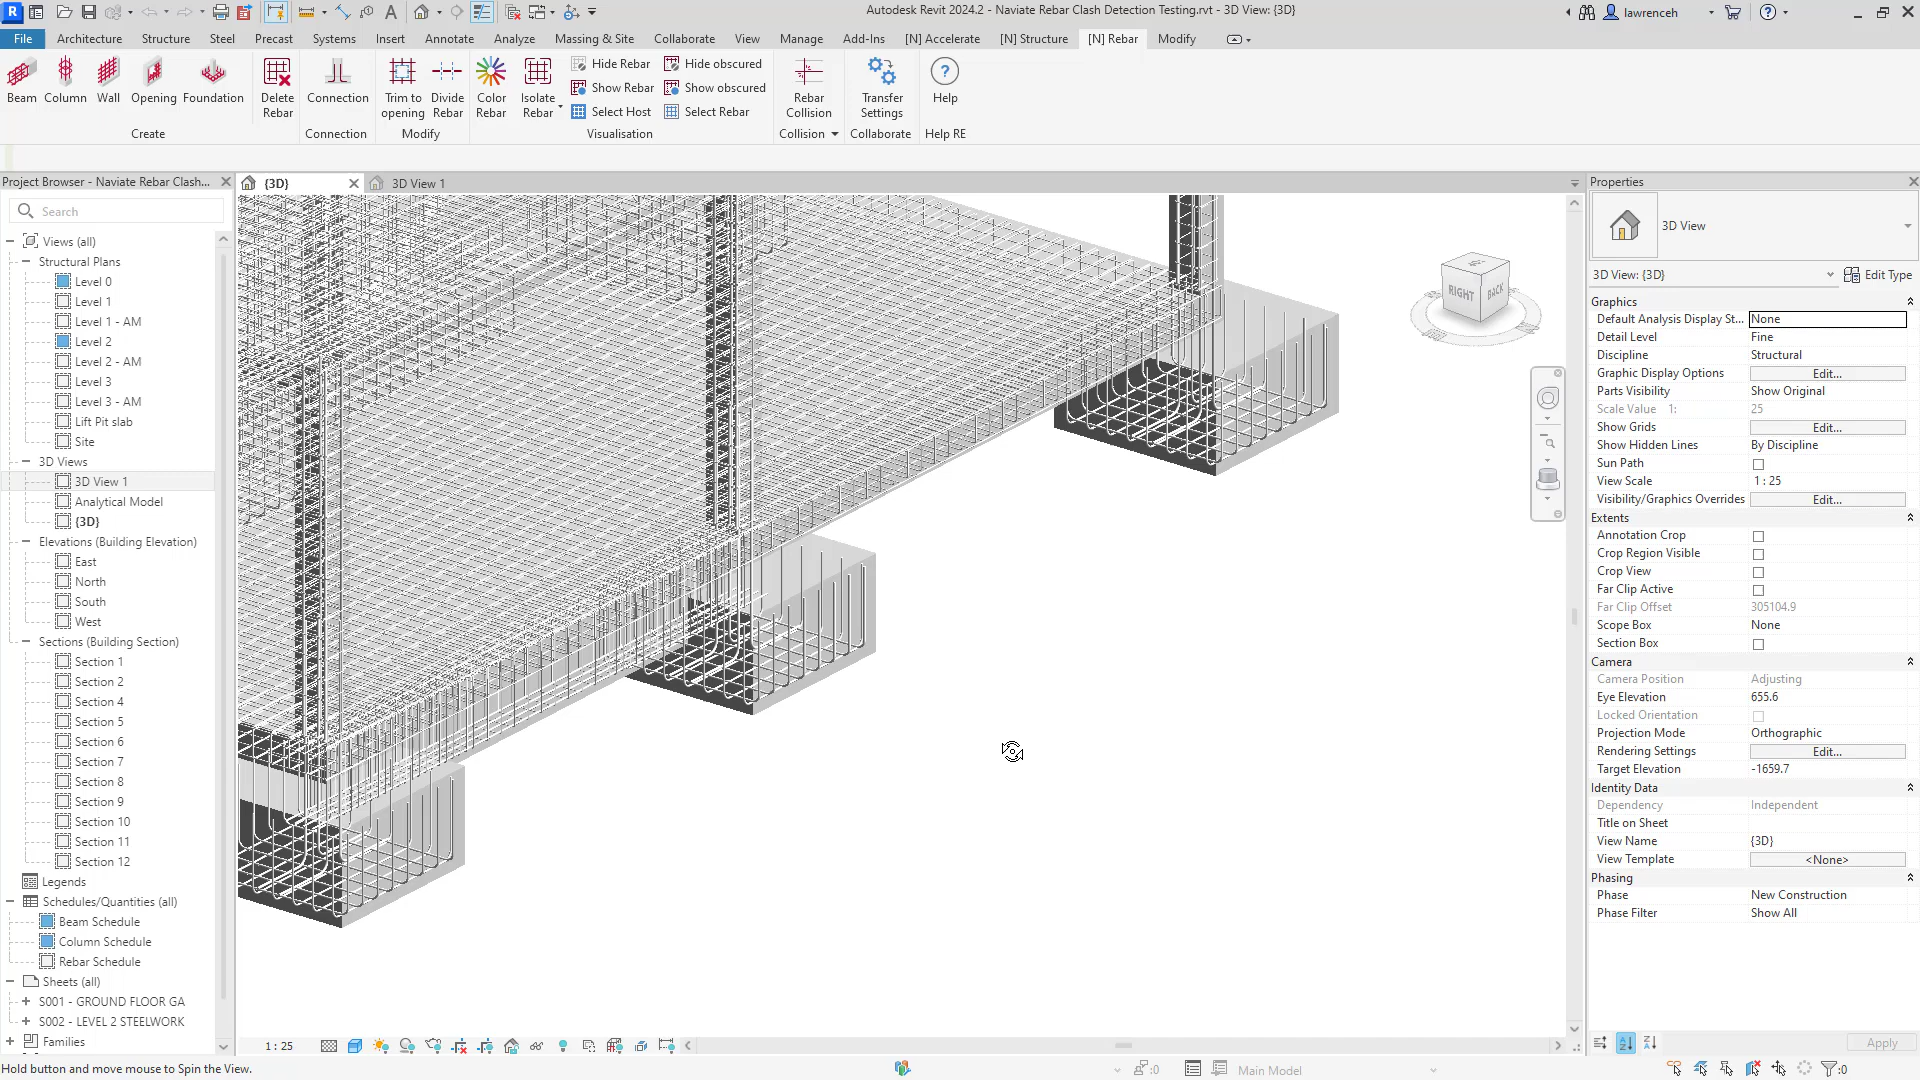 Autodesk Revit 2024.2 - Naviate Rebar Clash Detection Testing.rvt - 3D View: {3D}
lawrenceh
File
Architecture
Structure
Steel
Precast
Systems
Insert
Annotate
Analyze
Massing & Site
Collaborate
View
Manage
Add-Ins
[N] Accelerate
[N] Structure
[N] Rebar
Modify
Beam
Column
Wall
Opening
Foundation
Create
Delete
Rebar
Connection
Connection
Trim to
opening
Divide
Rebar
Modify
Color
Rebar
Isolate
Rebar
Hide Rebar
Show Rebar
Select Host
Hide obscured
Show obscured
Select Rebar
Visualisation
Rebar
Collision
Collision
Transfer
Settings
Collaborate
Help
Help RE
Project Browser - Naviate Rebar Clash...
Search
Views (all)
Structural Plans
Level 0
Level 1
Level 1 - AM
Level 2
Level 2 - AM
Level 3
Level 3 - AM
Lift Pit slab
Site
3D Views
3D View 1
Analytical Model
{3D}
Elevations (Building Elevation)
East
North
South
West
Sections (Building Section)
Section 1
Section 2
Section 4
Section 5
Section 6
Section 7
Section 8
Section 9
Section 10
Section 11
Section 12
Legends
Schedules/Quantities (all)
Beam Schedule
Column Schedule
Rebar Schedule
Sheets (all)
S001 - GROUND FLOOR GA
S002 - LEVEL 2 STEELWORK
Families
{3D}
3D View 1
RIGHT
BACK
1 : 25
Properties
3D View
3D View: {3D}
Edit Type
Graphics
Default Analysis Display St... None
Detail Level Fine
Discipline Structural
Graphic Display Options Edit...
Parts Visibility Show Original
Scale Value 1: 25
Show Grids Edit...
Show Hidden Lines By Discipline
Sun Path
View Scale 1 : 25
Visibility/Graphics Overrides Edit...
Extents
Annotation Crop
Crop Region Visible
Crop View
Far Clip Active
Far Clip Offset 305104.9
Scope Box None
Section Box
Camera
Camera Position Adjusting
Eye Elevation 655.6
Locked Orientation
Projection Mode Orthographic
Rendering Settings Edit...
Target Elevation -1659.7
Identity Data
Dependency Independent
Title on Sheet
View Name {3D}
View Template <None>
Phasing
Phase New Construction
Phase Filter Show All
Apply
Hold button and move mouse to Spin the View.
:0
Main Model
:0